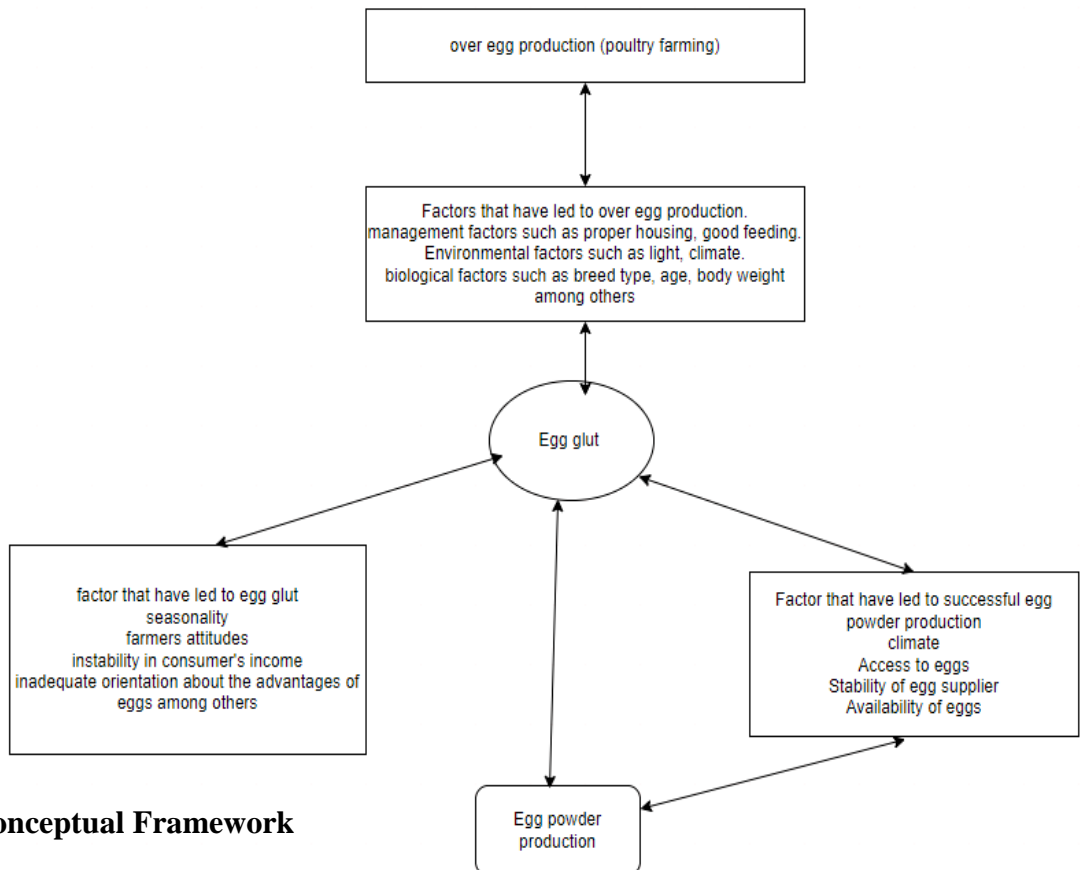 over egg production (poultry farming)
Factors that have led to over egg production.
management factors such as proper housing, good feeding.
Environmental factors such as light, climate.
biological factors such as breed type, age, body weight
among others
Egg glut
factor that have led to egg glut
seasonality
farmers attitudes
instability in consumer's income
inadequate orientation about the advantages of
eggs among others
Factor that have led to successful egg
powder production
climate
Access to eggs
Stability of egg supplier
Availability of eggs
Egg powder
production
onceptual Framework